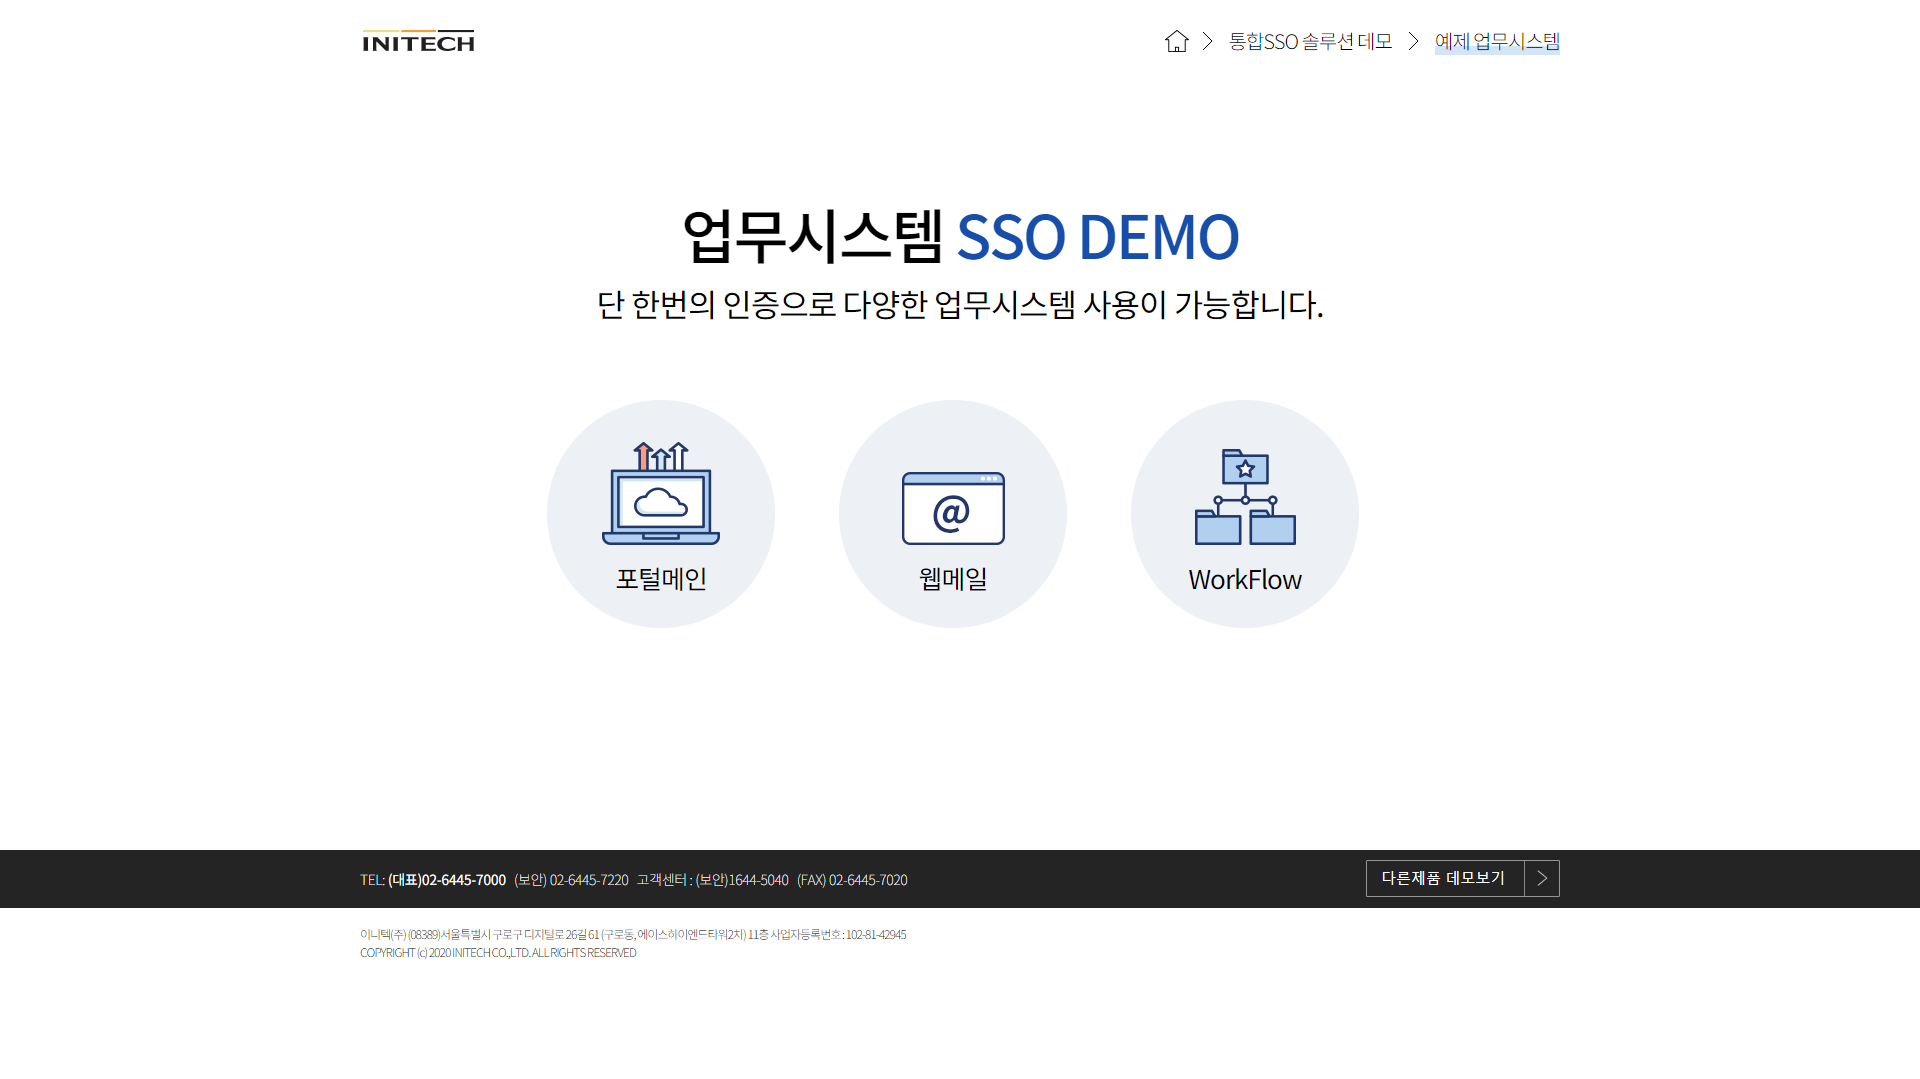 INITECH
통합SSO 솔루션 데모
예제 업무시스템
업무시스템 SSO DEMO
단 한번의 인증으로 다양한 업무시스템 사용이 가능합니다.
@
포털메인
웹메일
WorkFlow
TEL: (대표)02-6445-7000 (보안) 02-6445-7220 고객센터 : (보안)1644-5040 (FAX) 02-6445-7020
다른제품 데모보기
이니텍(주) (08389)서울특별시 구로구 디지털로 26길 61 (구로동, 에이스하이엔드타워2차) 11층 사업자등록번호 : 102-81-42945
COPYRIGHT (c) 2020 INITECH CO.,LTD. ALL RIGHTS RESERVED